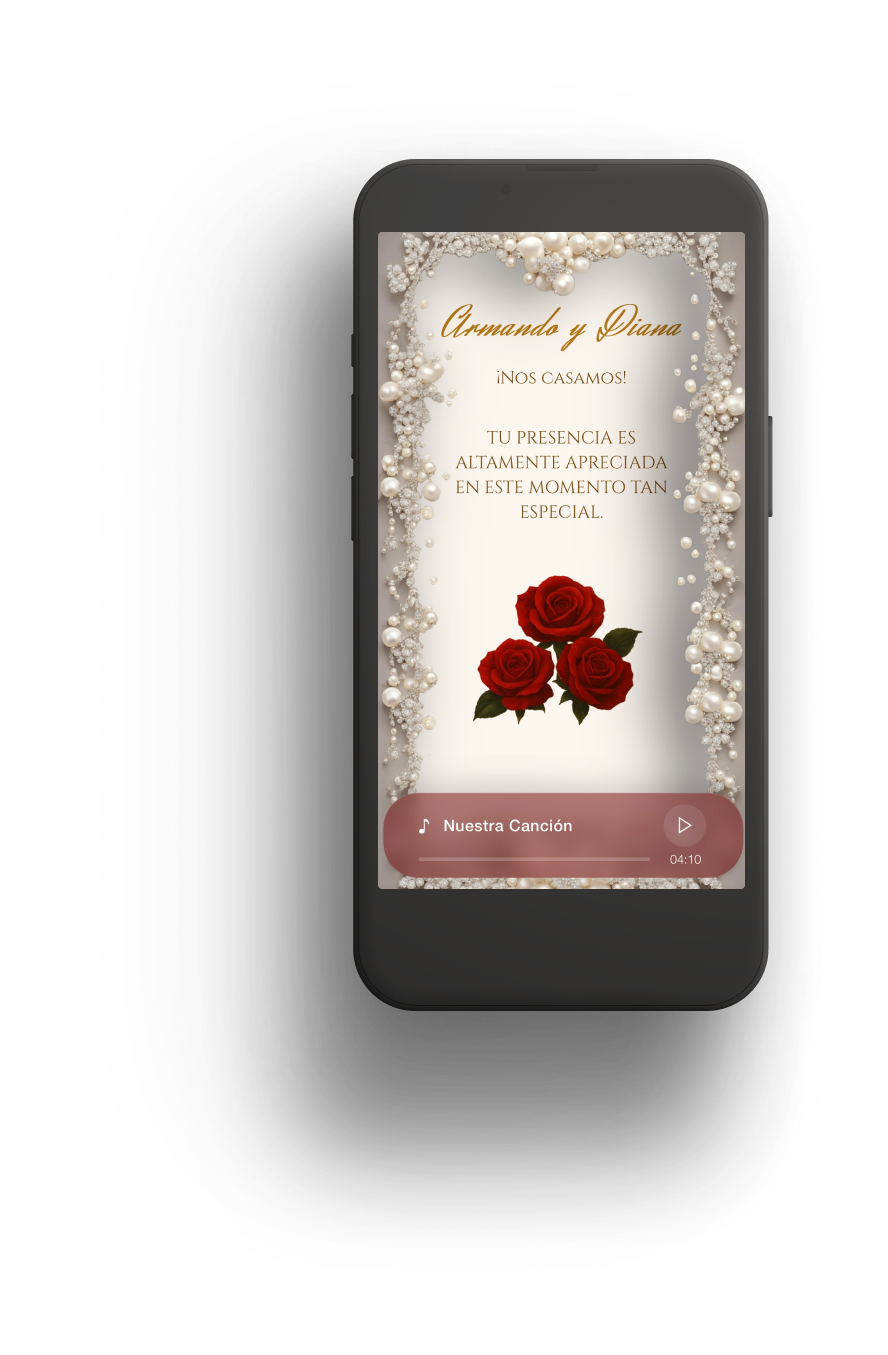 Armando y Diana
¡Nos casamos!
TU PRESENCIA ES
ALTAMENTE APRECIADA
EN ESTE MOMENTO TAN
ESPECIAL.
Nuestra Canción
04:10